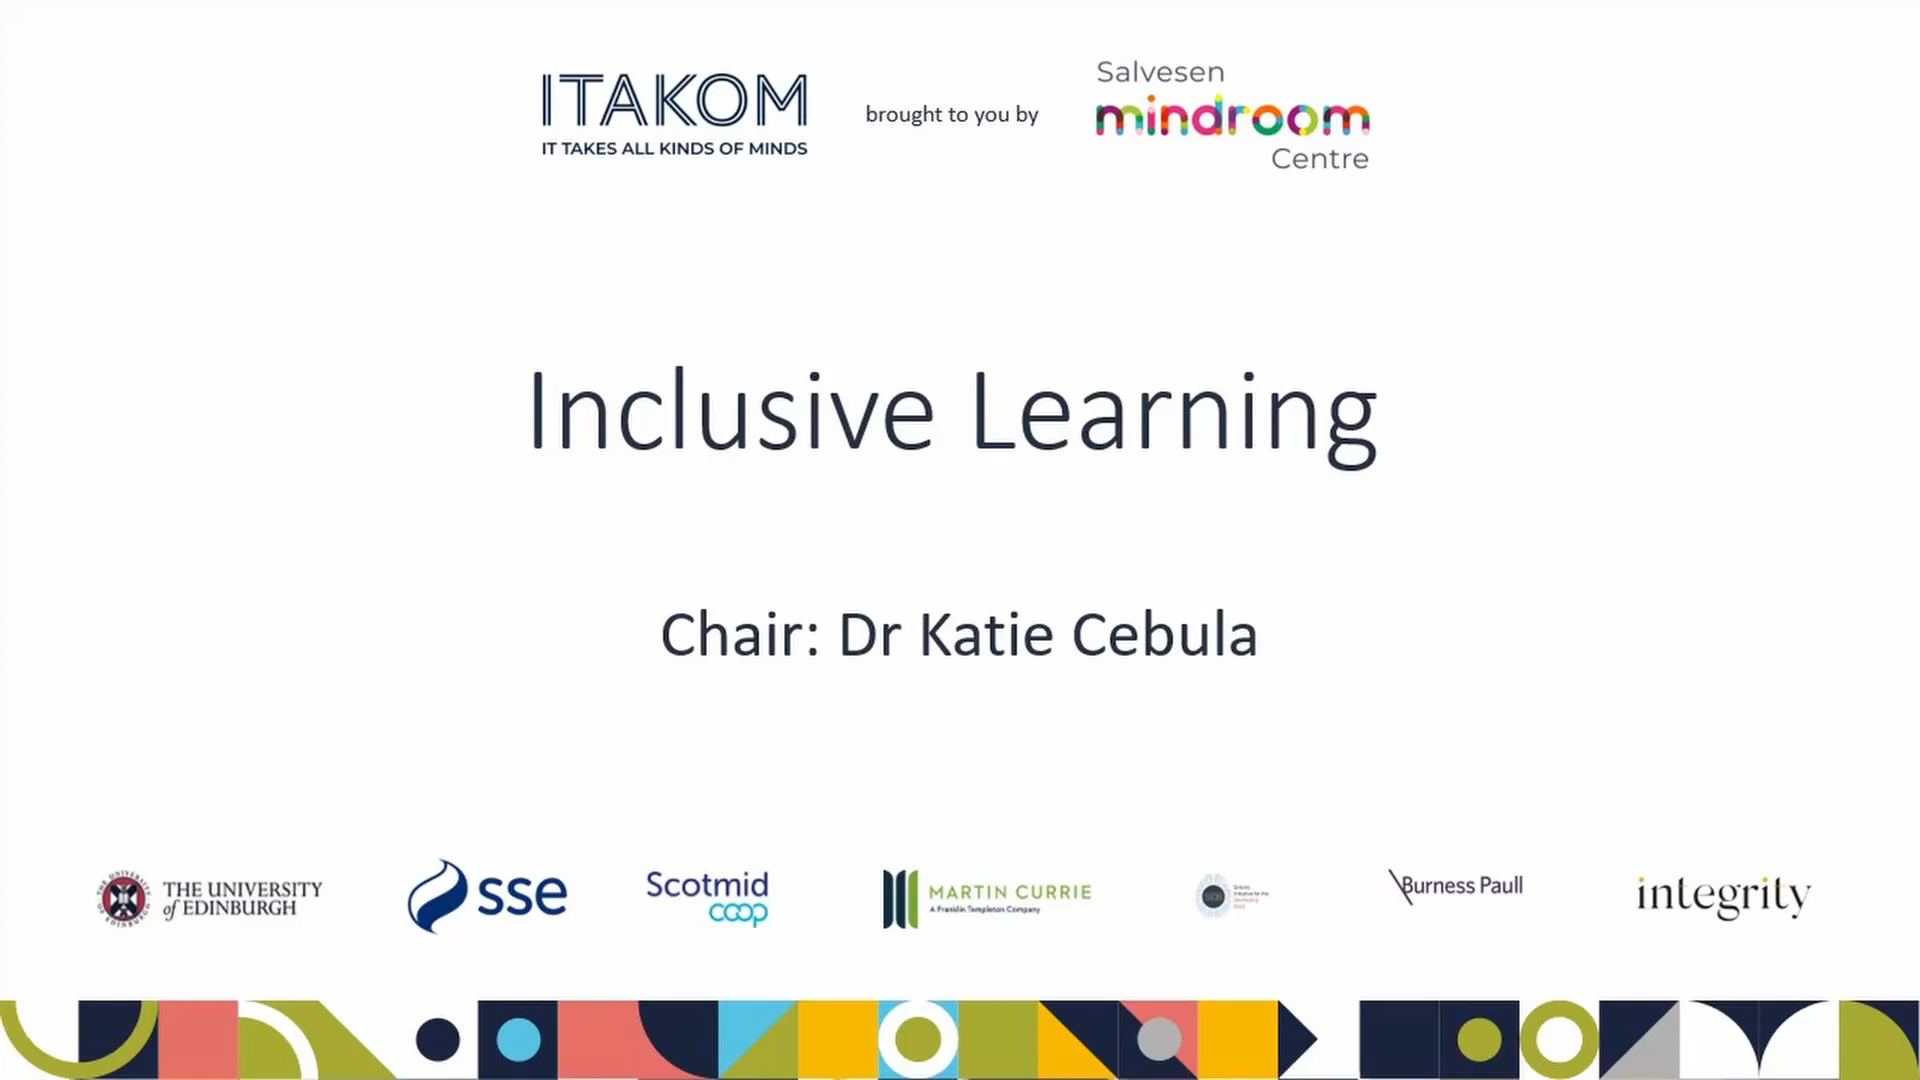 ITAKOM
IT TAKES ALL KINDS OF MINDS
brought to you by
Salvesen
mindroom
Centre
Inclusive Learning
Chair: Dr Katie Cebula
THE UNIVERSITY
of EDINBURGH
sse
Scotmid
coop
MARTIN CURRIE
A Franklin Templeton Company
Burness Paull
integrity